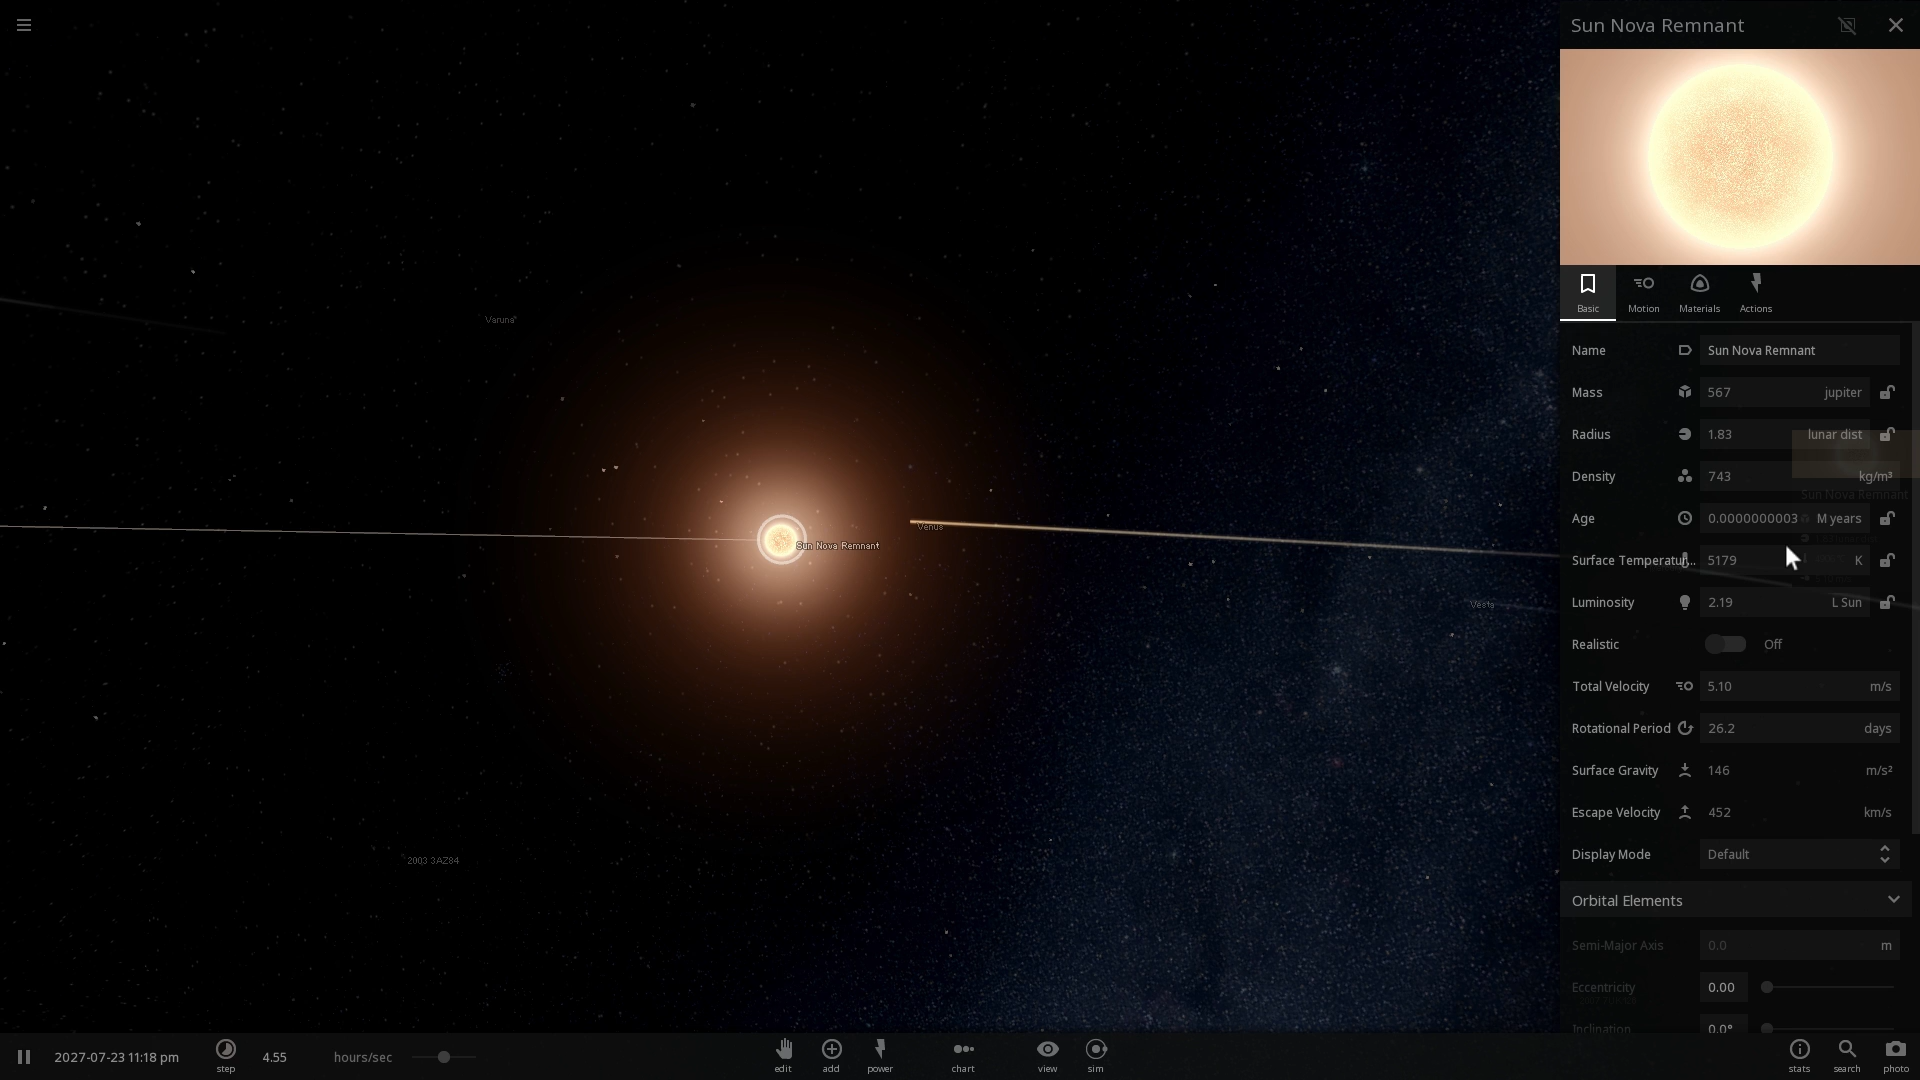 Sun Nova Remnant
Basic
Motion
Materials
Actions
Name Sun Nova Remnant
Mass 567 jupiter
Radius 1.83 lunar dist
Density 743 kg/m³
Sun Nova Remnant
Age 0.0000000003 M years
Surface Temperatur... 5179 K
Luminosity 2.19 L Sun
Realistic Off
Total Velocity 5.10 m/s
Rotational Period 26.2 days
Surface Gravity 146 m/s²
Escape Velocity 452 km/s
Display Mode Default
Orbital Elements
Semi-Major Axis 0.0 m
Eccentricity 0.00
Inclination 0.0°
Varuna
Venus
Sun Nova Remnant
Vesta
2003 3AZ84
2027-07-23 11:18 pm
step
4.55 hours/sec
edit
add
power
chart
view
sim
stats
search
photo